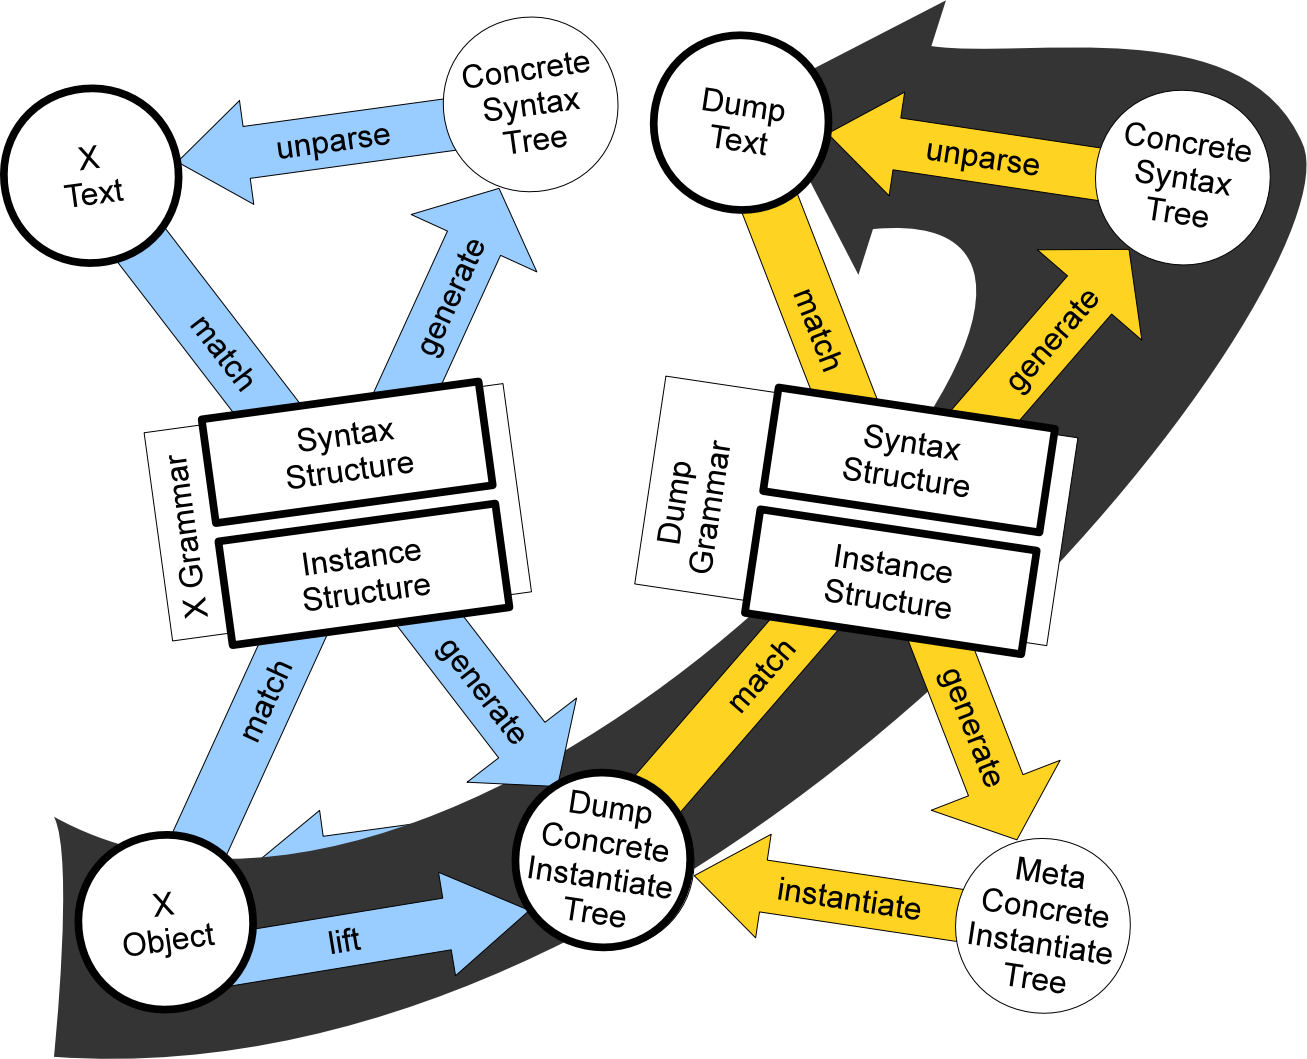 Concrete
Syntax
Tree
unparse
X
Text
match
generate
X Grammar
Syntax
Structure
Instance
Structure
match
generate
X
Object
lift
Dump
Concrete
Instantiate
Tree
Dump
Text
unparse
Concrete
Syntax
Tree
match
generate
Dump
Grammar
Syntax
Structure
Instance
Structure
match
generate
instantiate
Meta
Concrete
Instantiate
Tree